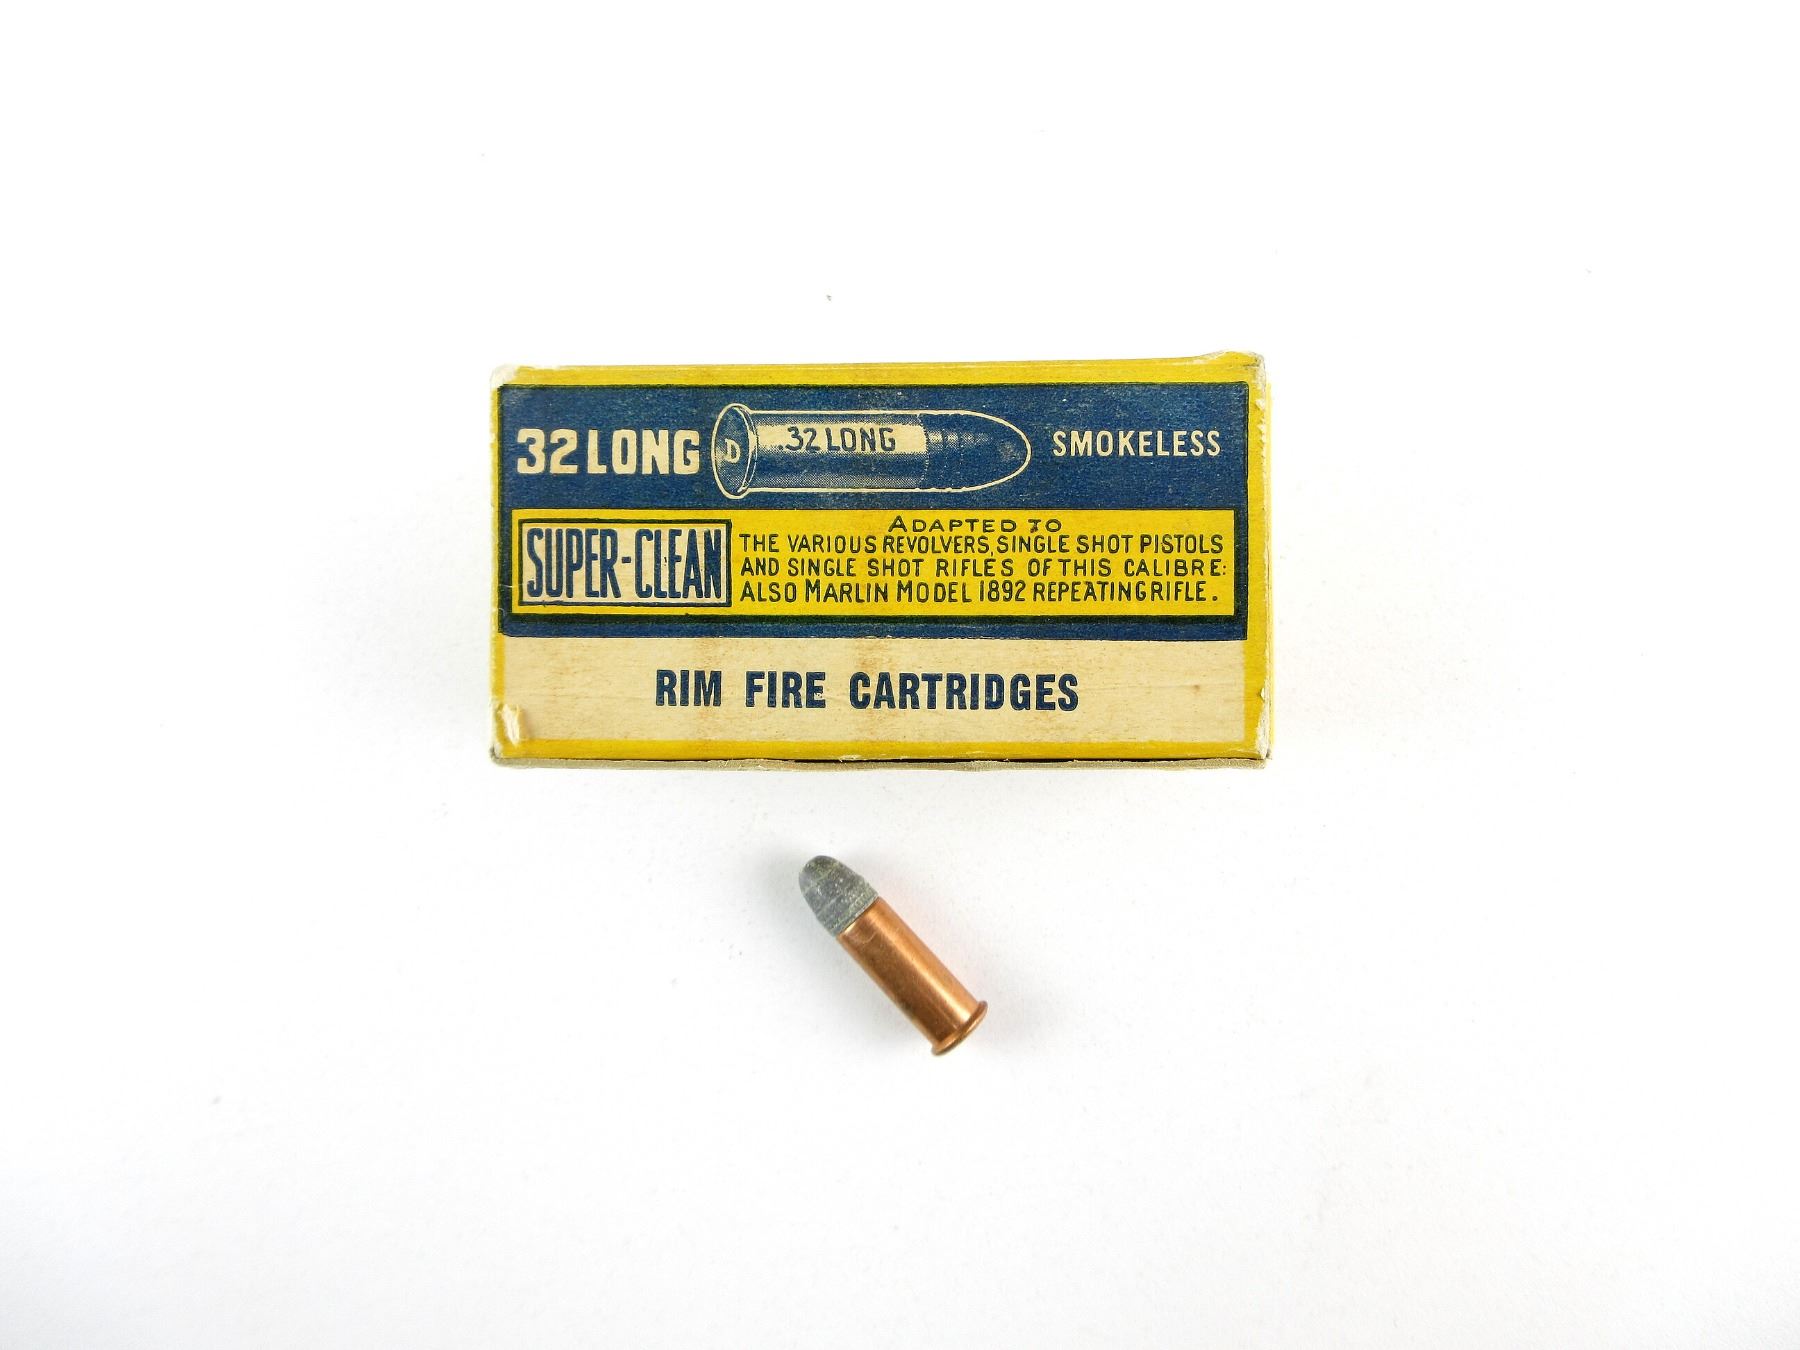 32 LONG
D
.32 LONG
SMOKELESS
SUPER-CLEAN
ADAPTED TO
THE VARIOUS REVOLVERS, SINGLE SHOT PISTOLS
AND SINGLE SHOT RIFLES OF THIS CALIBRE:
ALSO MARLIN MODEL 1892 REPEATING RIFLE.
RIM FIRE CARTRIDGES